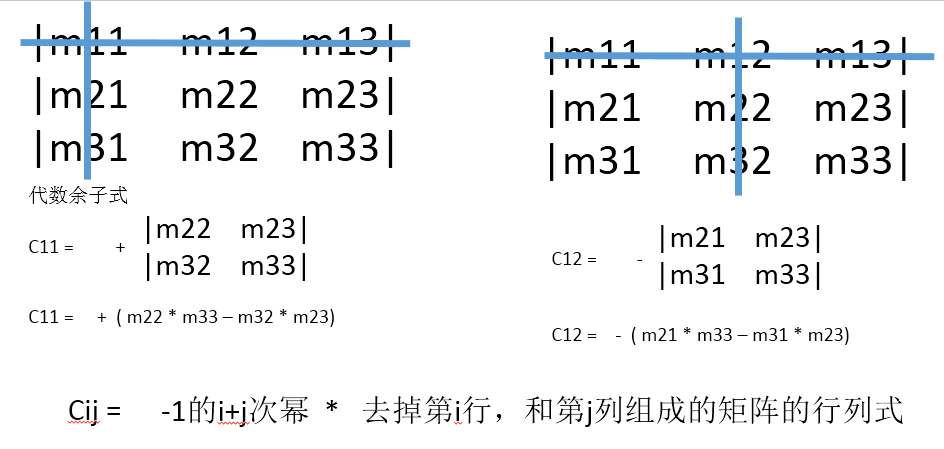 |m11 m12 m13|
|m21 m22 m23|
|m31 m32 m33|
代数余子式
C11 = + |m22 m23|
|m32 m33|
C11 = + ( m22 * m33 – m32 * m23)
|m11 m12 m13|
|m21 m22 m23|
|m31 m32 m33|
C12 = - |m21 m23|
|m31 m33|
C12 = - ( m21 * m33 – m31 * m23)
Cij = -1的i+j次幂 * 去掉第i行，和第j列组成的矩阵的行列式